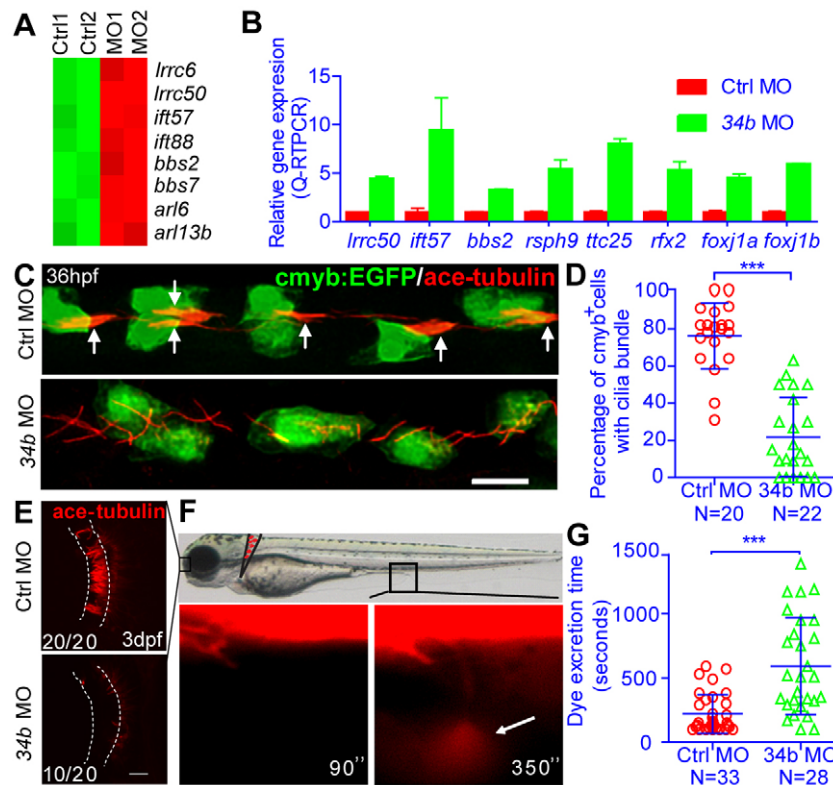 A
Ctrl1
Ctrl2
MO1
MO2
lrrc6
lrrc50
ift57
ift88
bbs2
bbs7
arl6
arl13b
B
Relative gene expresion
(Q-RTPCR)
15
10
5
0
Ctrl MO
34b MO
lrrc50 ift57 bbs2 rsph9 ttc25 rfx2 foxj1a foxj1b
C
36hpf
cmyb:EGFP/ace-tubulin
Ctrl MO
34b MO
D
***
Percentage of cmyb+cells
with cilia bundle
100
80
60
40
20
0
Ctrl MO 34b MO
N=20 N=22
E
ace-tubulin
Ctrl MO
20/20 3dpf
34b MO
10/20
F
90''
350''
G
***
Dye excretion time
(seconds)
1500
1000
500
0
Ctrl MO 34b MO
N=33 N=28